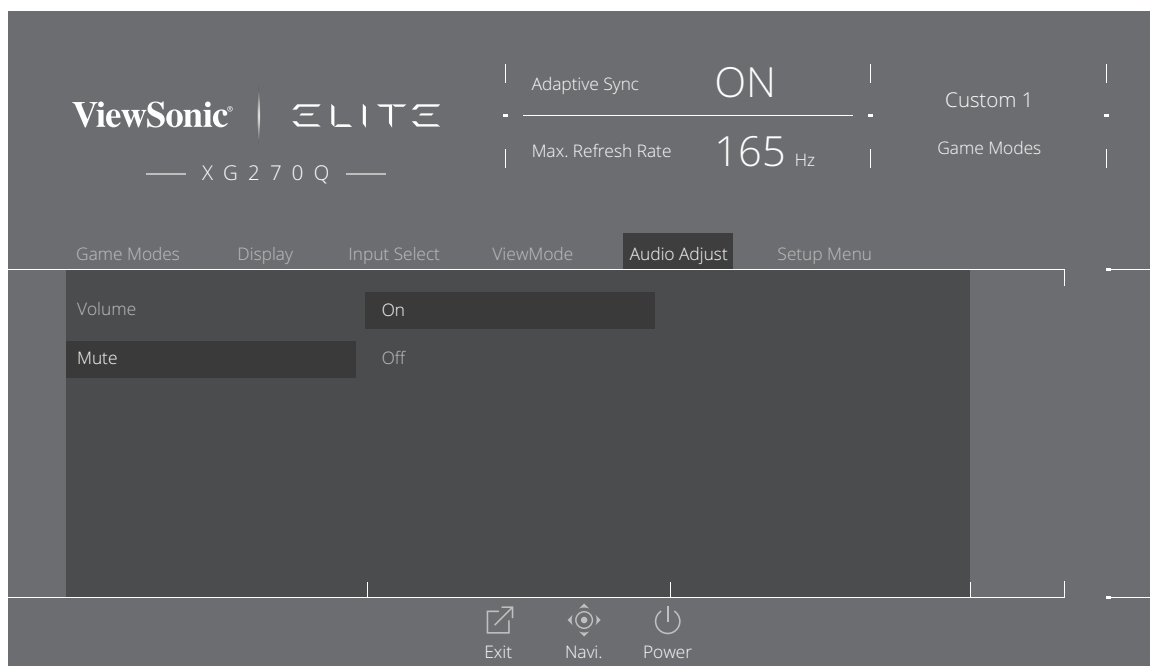 ViewSonic® ELITE
XG270Q
Adaptive Sync ON
Max. Refresh Rate 165 Hz
Custom 1
Game Modes
Game Modes Display Input Select ViewMode Audio Adjust Setup Menu
Volume On
Mute Off
Exit Navi. Power